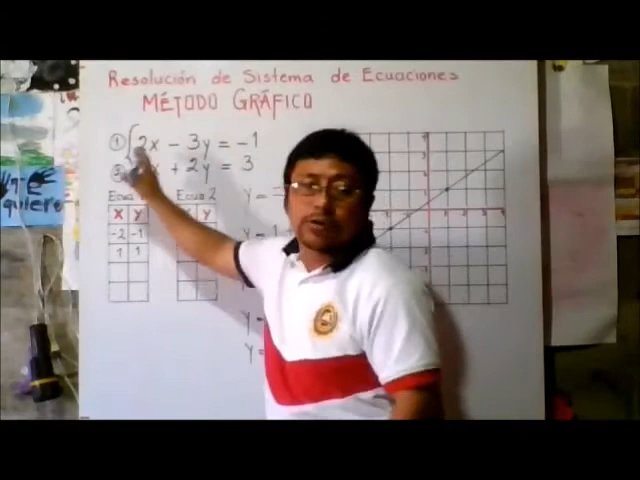 Resolución de Sistema de Ecuaciones
MÉTODO GRÁFICO
① 2x - 3y = -1
x + 2y = 3
Ecua 2
x y
y
-2 -1
1 1
y =
y = 1
y =
y =
quiere